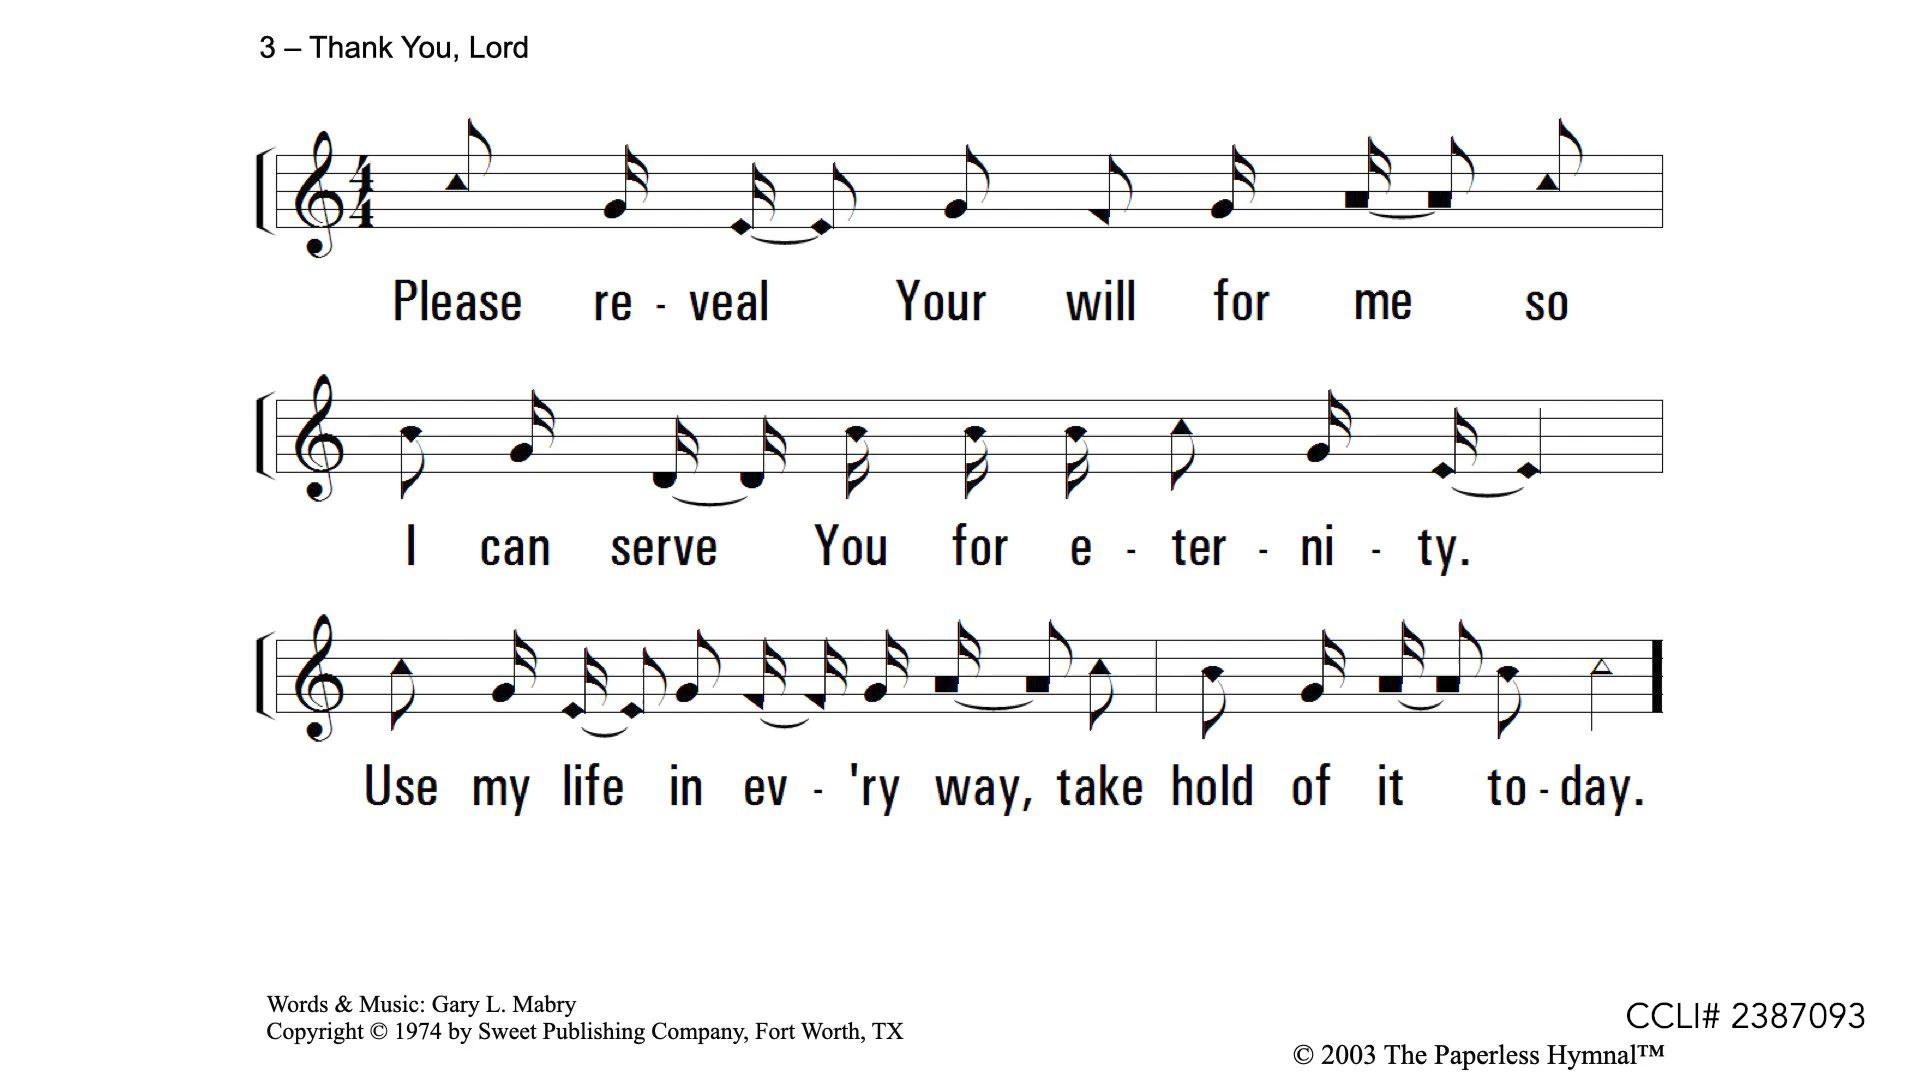 3 – Thank You, Lord
4
4
Please re - veal Your will for me so
I can serve You for e - ter - ni - ty.
Use my life in ev - 'ry way, take hold of it to - day.
Words & Music: Gary L. Mabry
Copyright © 1974 by Sweet Publishing Company, Fort Worth, TX
CCLI# 2387093
© 2003 The Paperless Hymnal™